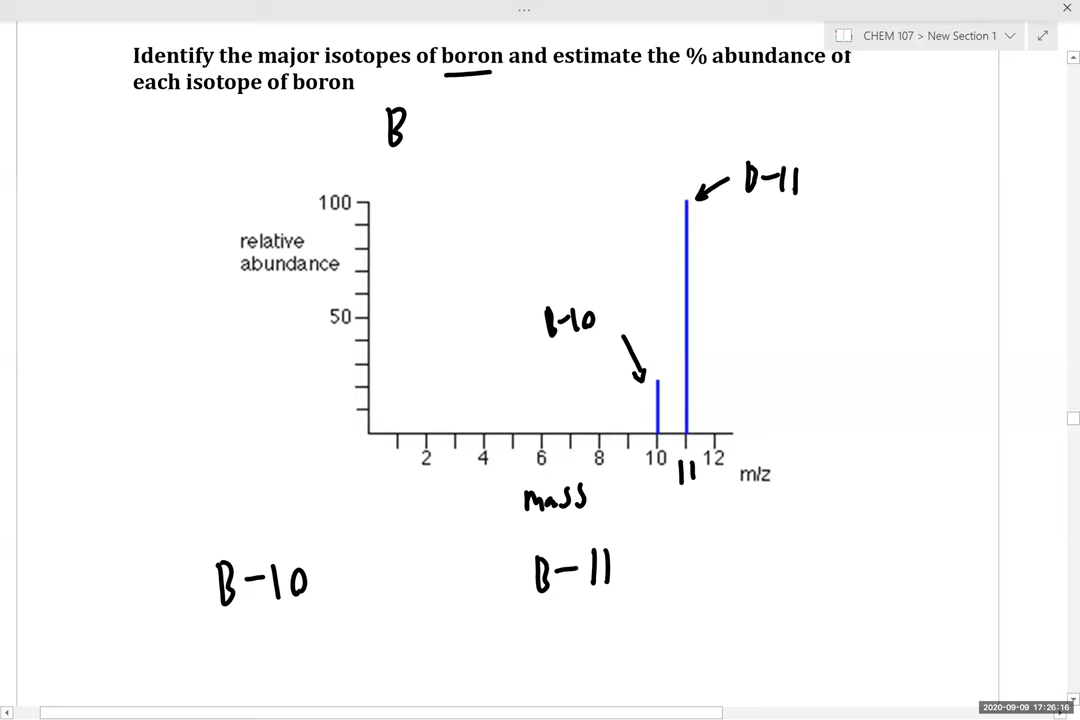 ...
CHEM 107 > New Section 1
Identify the major isotopes of boron and estimate the % abundance of
each isotope of boron
B
B-11
100
relative
abundance
50
B-10
2 4 6 8 10 11 12
m/z
mass
B-10 B-11
2020-09-09 17:26:16